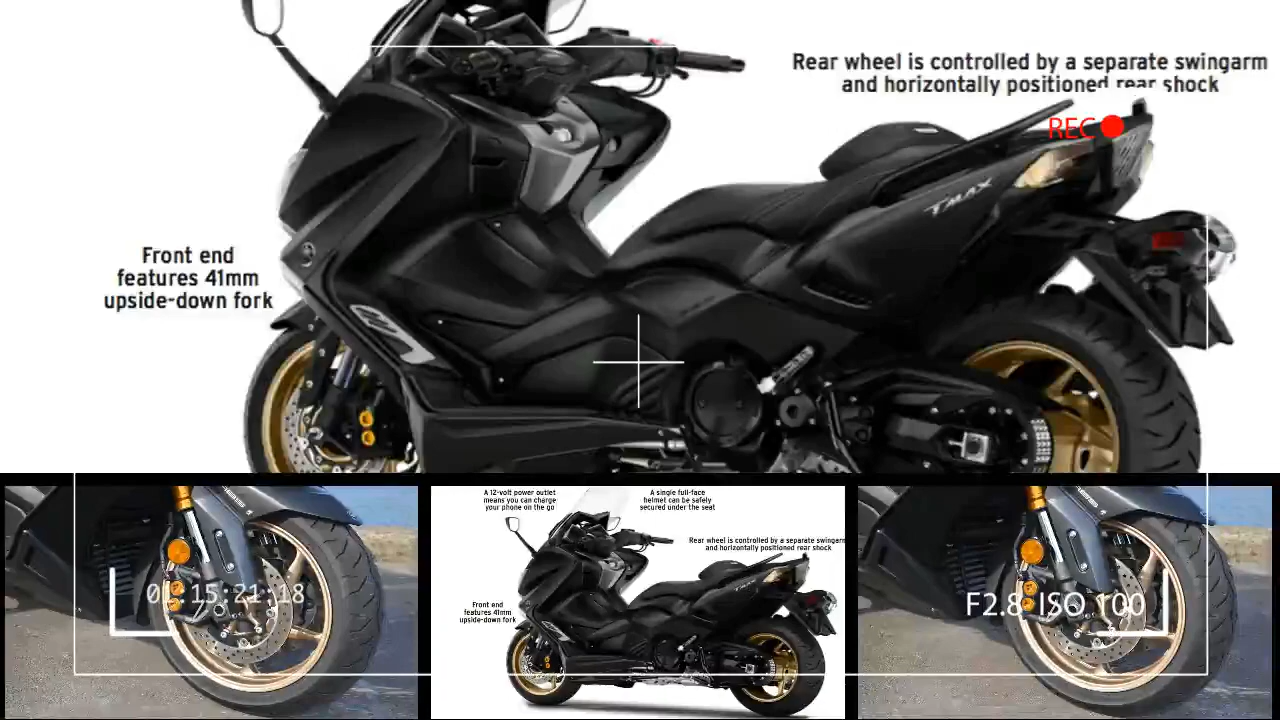 Rear wheel is controlled by a separate swingarm
and horizontally positioned rear shock
REC
TMAX
Front end
features 41mm
upside-down fork
A 12-volt power outlet
means you can charge
your phone on the go
A single full-face
helmet can be safely
secured under the seat
Rear wheel is controlled by a separate swingarm
and horizontally positioned rear shock
Front end
features 41mm
upside-down fork
01:15:21:18
F2.8 ISO 100